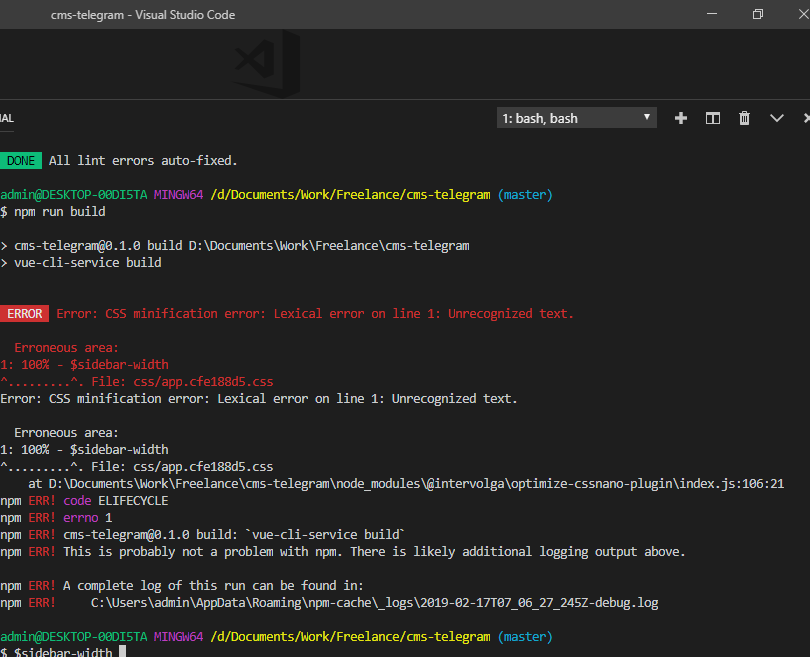 cms-telegram - Visual Studio Code
AL
1: bash, bash
DONE All lint errors auto-fixed.
admin@DESKTOP-00DI5TA MINGW64 /d/Documents/Work/Freelance/cms-telegram (master)
$ npm run build
> cms-telegram@0.1.0 build D:\Documents\Work\Freelance\cms-telegram
> vue-cli-service build
ERROR Error: CSS minification error: Lexical error on line 1: Unrecognized text.
Erroneous area:
1: 100% - $sidebar-width
^.........^. File: css/app.cfe188d5.css
Error: CSS minification error: Lexical error on line 1: Unrecognized text.
Erroneous area:
1: 100% - $sidebar-width
^.........^. File: css/app.cfe188d5.css
at D:\Documents\Work\Freelance\cms-telegram\node_modules\@intervolga\optimize-cssnano-plugin\index.js:106:21
npm ERR! code ELIFECYCLE
npm ERR! errno 1
npm ERR! cms-telegram@0.1.0 build: `vue-cli-service build`
npm ERR! This is probably not a problem with npm. There is likely additional logging output above.
npm ERR! A complete log of this run can be found in:
npm ERR!     C:\Users\admin\AppData\Roaming\npm-cache\_logs\2019-02-17T07_06_27_245Z-debug.log
admin@DESKTOP-00DI5TA MINGW64 /d/Documents/Work/Freelance/cms-telegram (master)
$ $sidebar-width